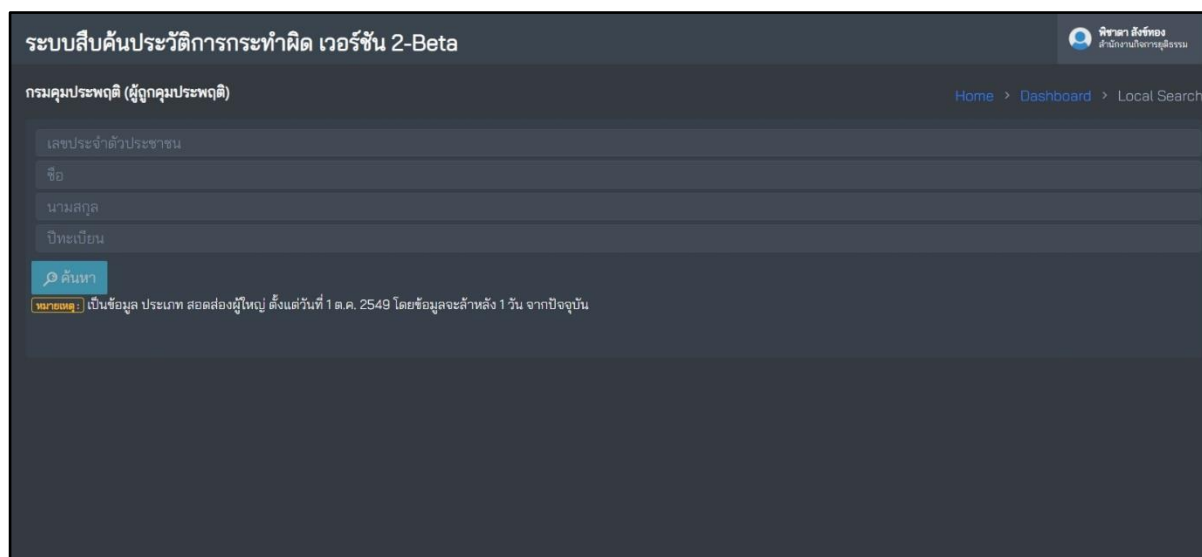 ระบบสืบค้นประวัติการกระทำผิด เวอร์ชัน 2-Beta
พิชาดา สังข์ทอง
สำนักงานกิจการยุติธรรม
กรมคุมประพฤติ (ผู้ถูกคุมประพฤติ)
Home > Dashboard > Local Search
เลขประจำตัวประชาชน
ชื่อ
นามสกุล
ปีทะเบียน
ค้นหา
หมายเหตุ : เป็นข้อมูล ประเภท สอดส่องผู้ใหญ่ ตั้งแต่วันที่ 1 ต.ค. 2549 โดยข้อมูลจะล้าหลัง 1 วัน จากปัจจุบัน